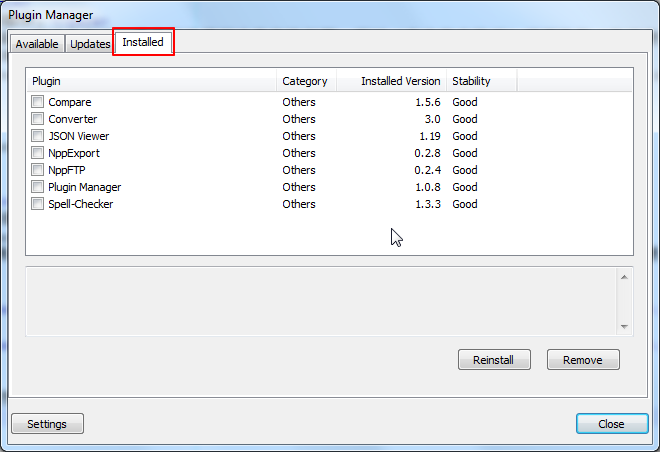 Plugin Manager
Available Updates Installed
Plugin Category Installed Version Stability
Compare Others 1.5.6 Good
Converter Others 3.0 Good
JSON Viewer Others 1.19 Good
NppExport Others 0.2.8 Good
NppFTP Others 0.2.4 Good
Plugin Manager Others 1.0.8 Good
Spell-Checker Others 1.3.3 Good
Reinstall Remove
Settings Close